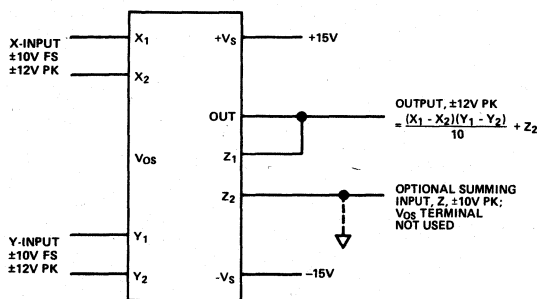 X-INPUT
±10V FS
±12V PK
X1
X2
VOS
Y-INPUT
±10V FS
±12V PK
Y1
Y2
+VS
+15V
OUT
Z1
Z2
-VS
-15V
OUTPUT, ±12V PK
= (X1 - X2)(Y1 - Y2) / 10 + Z2
OPTIONAL SUMMING
INPUT, Z, ±10V PK;
VOS TERMINAL
NOT USED